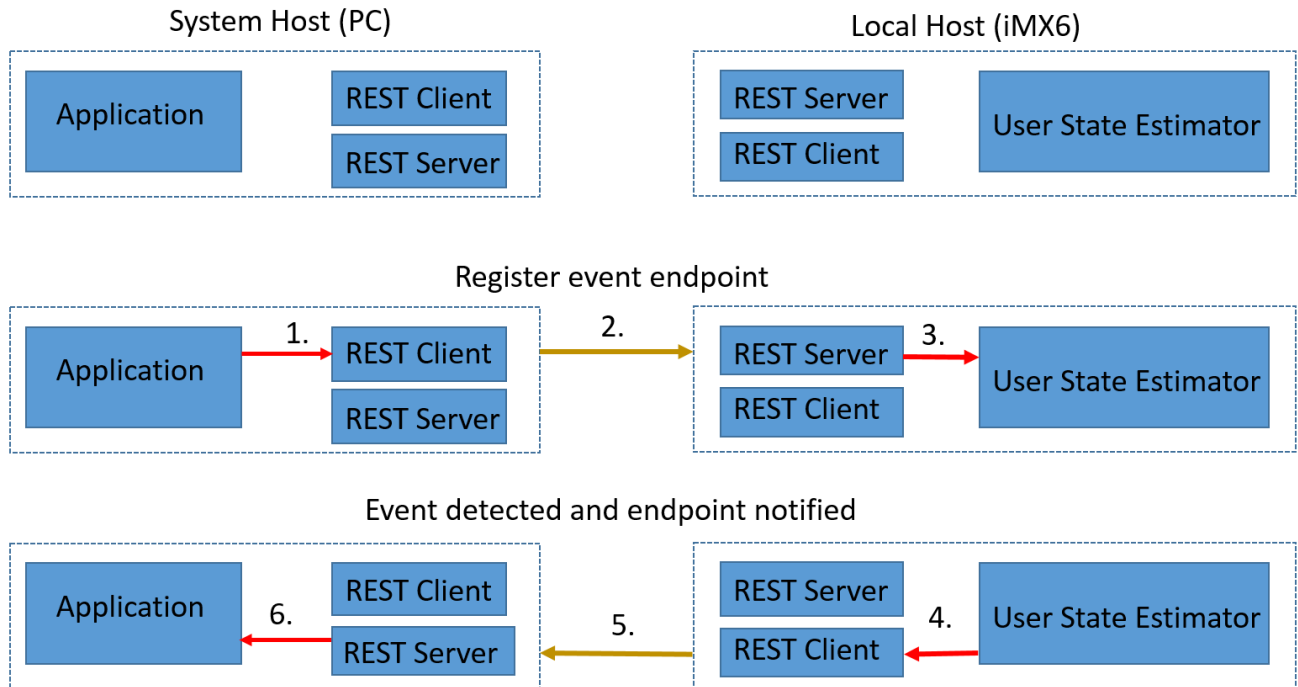 System Host (PC)
Local Host (iMX6)
Application
REST Client
REST Server
REST Server
REST Client
User State Estimator
Register event endpoint
Application
1.
REST Client
REST Server
2.
REST Server
REST Client
3.
User State Estimator
Event detected and endpoint notified
Application
6.
REST Client
REST Server
5.
REST Server
REST Client
4.
User State Estimator